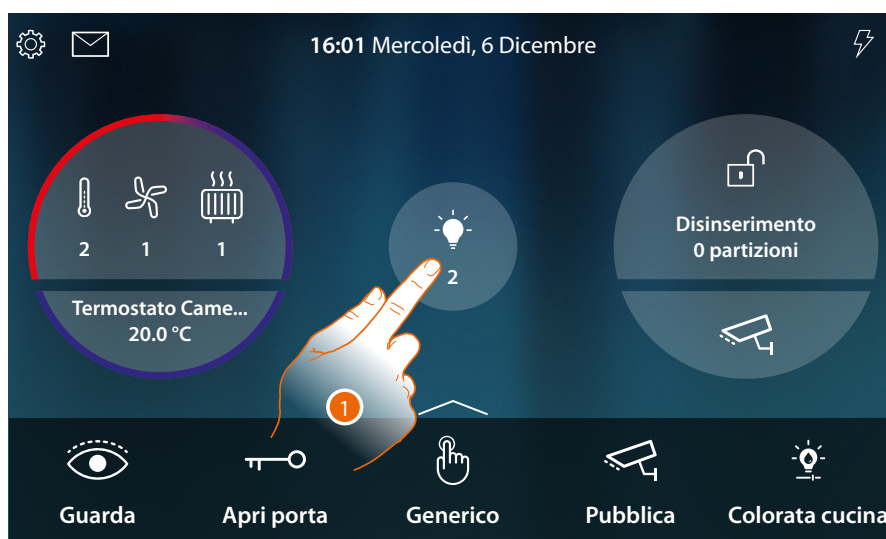 16:01 Mercoledì, 6 Dicembre
2 1 1
Termostato Came...
20.0 °C
2
1
Disinserimento
0 partizioni
Guarda Apri porta Generico Pubblica Colorata cucina